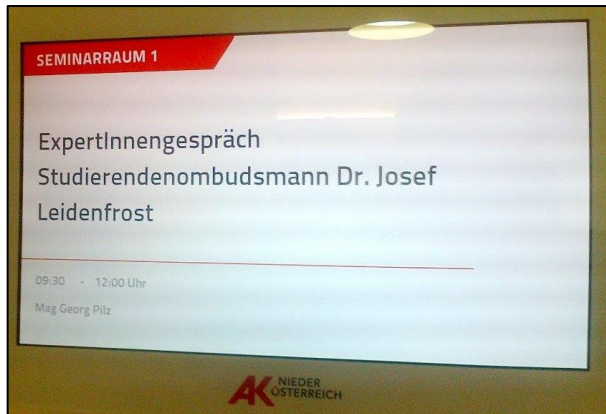 SEMINARRAUM 1
ExpertInnengespräch
Studierendenombudsmann Dr. Josef
Leidenfrost
09:30 - 12:00 Uhr
Mag Georg Pilz
AK NIEDER
ÖSTERREICH